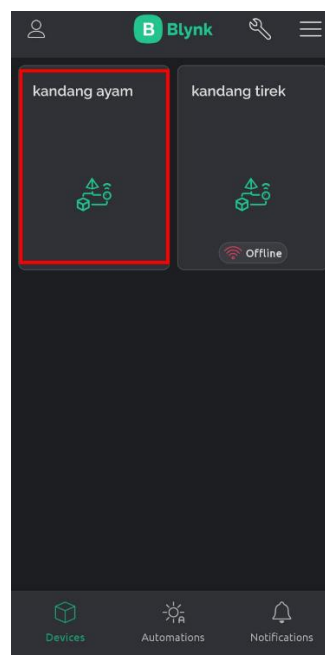 B Blynk
kandang ayam
kandang tirek
Offline
Devices
Automations
Notifications